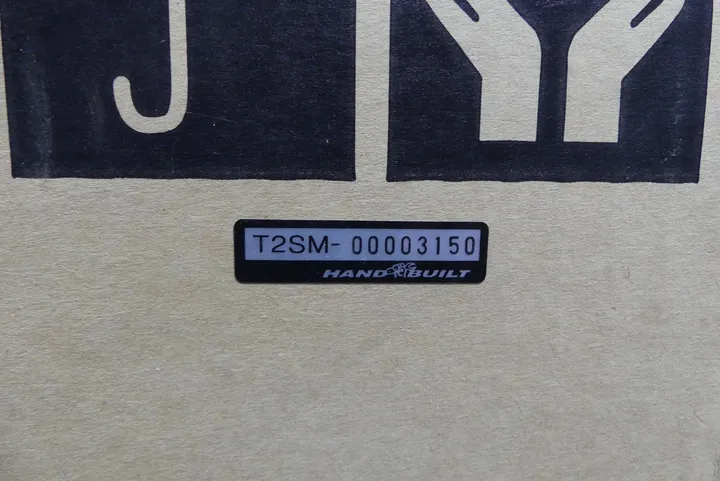 T2SM- 00003150
HAND BUILT